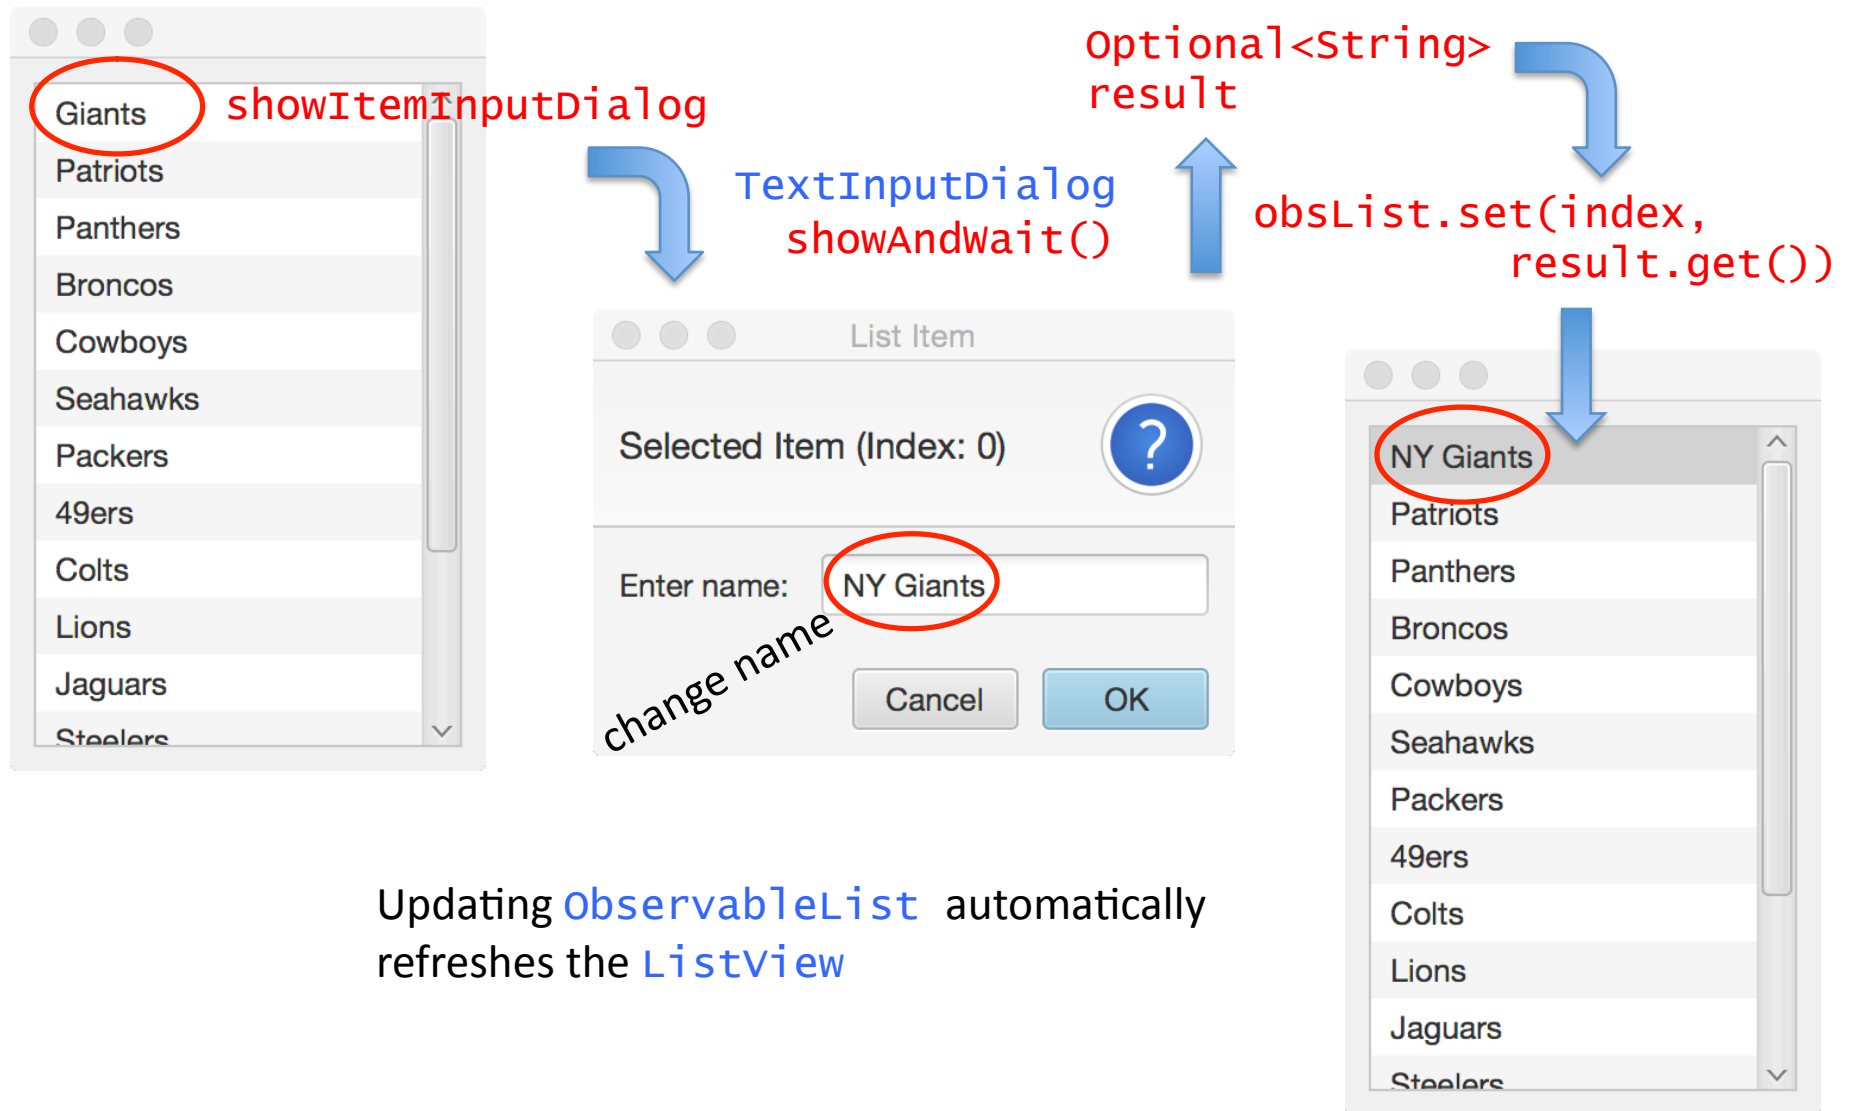 Giants
Patriots
Panthers
Broncos
Cowboys
Seahawks
Packers
49ers
Colts
Lions
Jaguars
Steelers
showItemInputDialog
TextInputDialog
showAndWait()
List Item
Selected Item (Index: 0)
?
Enter name: NY Giants
change name
Cancel OK
Optional<String>
result
obsList.set(index,
result.get())
NY Giants
Patriots
Panthers
Broncos
Cowboys
Seahawks
Packers
49ers
Colts
Lions
Jaguars
Steelers
Updating ObservableList automatically
refreshes the ListView